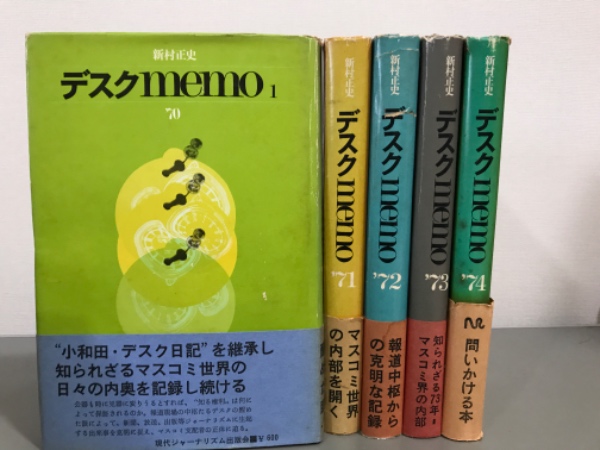 新村正史
デスクmemo 1
'70
“小和田・デスク日記”を継承し
知られざるマスコミ世界の
日々の内奥を記録し続ける
現代ジャーナリズム出版会 ¥600
新村正史
デスクmemo
'71
マスコミ世界
の内部を開く
新村正史
デスクmemo
'72
報道中枢から
の克明な記録
新村正史
デスクmemo
'73
知られざる73年＝
マスコミ界の内部
新村正史
デスクmemo
'74
問いかける本